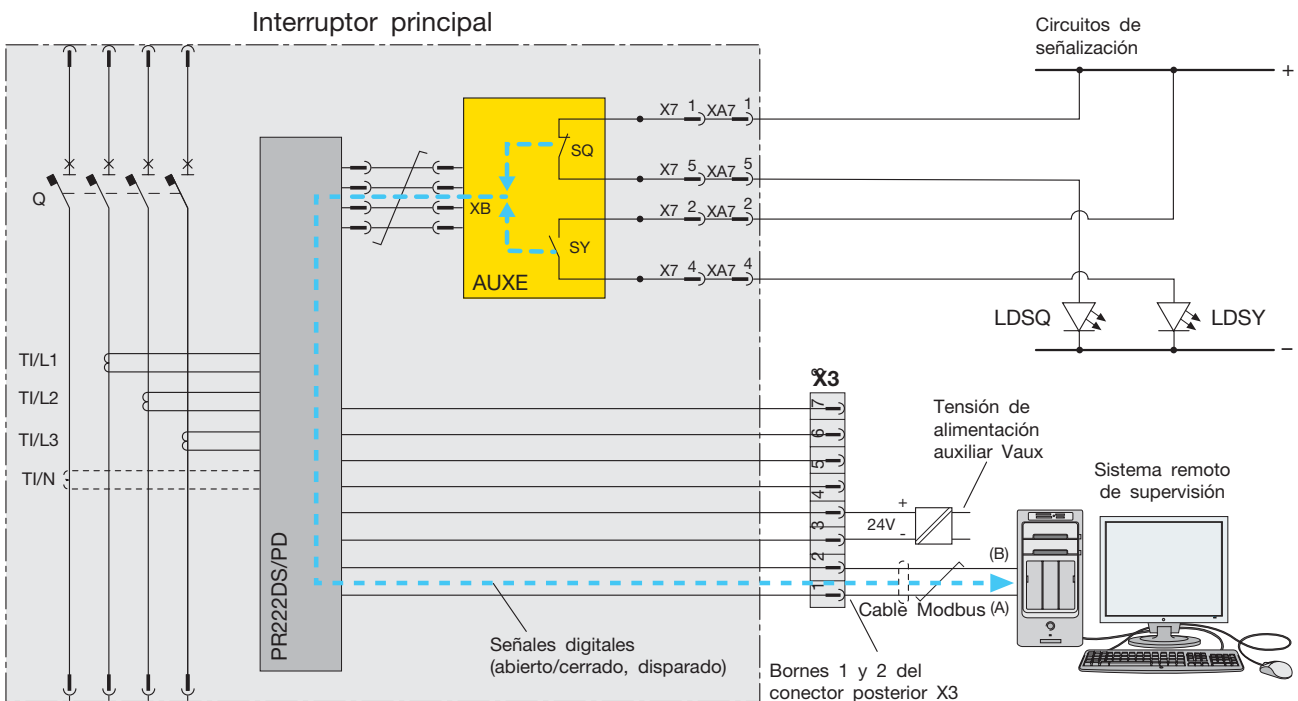 Interruptor principal
Circuitos de
señalización
+
X7 1 XA7 1
SQ
X7 5 XA7 5
Q
XB
X7 2 XA7 2
SY
X7 4 XA7 4
AUXE
LDSQ
LDSY
−
TI/L1
TI/L2
TI/L3
TI/N
PR222DS/PD
X3
8
7
6
5
4
3
2
1
Tensión de
alimentación
auxiliar Vaux
+
24V
-
Sistema remoto
de supervisión
(B)
Cable Modbus (A)
Señales digitales
(abierto/cerrado, disparado)
Bornes 1 y 2 del
conector posterior X3